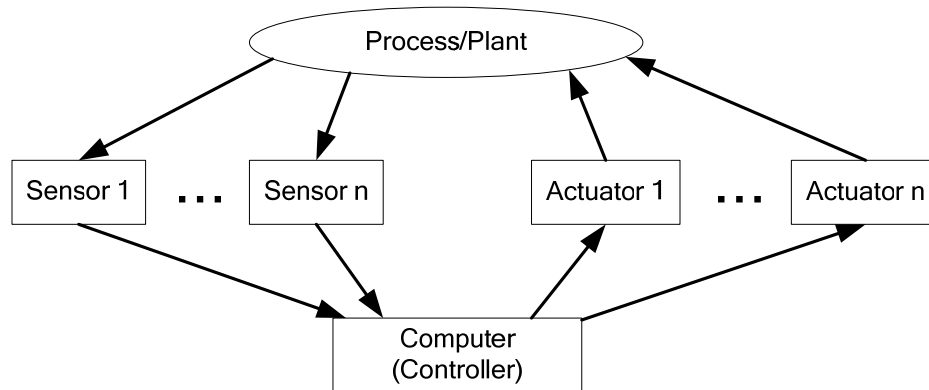 Process/Plant
Sensor 1
...
Sensor n
Actuator 1
...
Actuator n
Computer
(Controller)